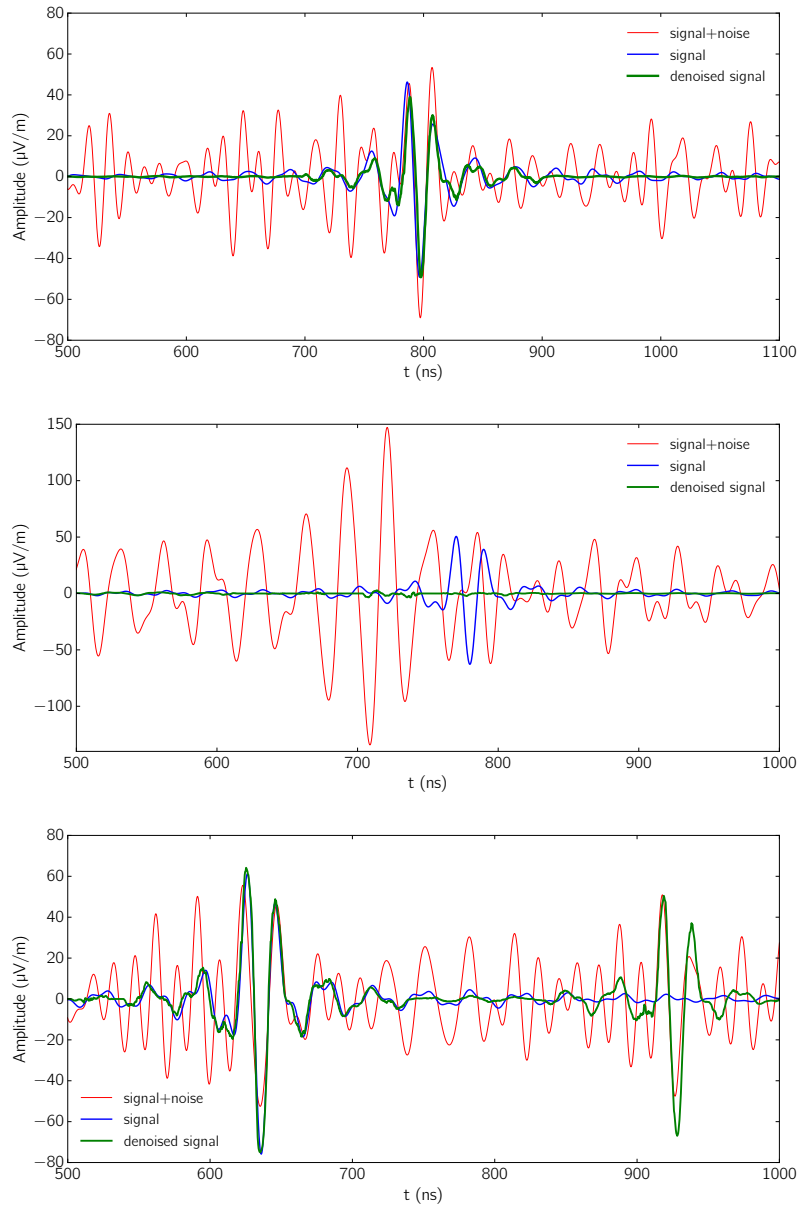 80
60
40
20
0
−20
−40
−60
−80
Amplitude (µV/m)
signal+noise
signal
denoised signal
500 600 700 800 900 1000 1100
t (ns)
150
100
50
0
−50
−100
Amplitude (µV/m)
signal+noise
signal
denoised signal
500 600 700 800 900 1000
t (ns)
80
60
40
20
0
−20
−40
−60
−80
Amplitude (µV/m)
signal+noise
signal
denoised signal
500 600 700 800 900 1000
t (ns)